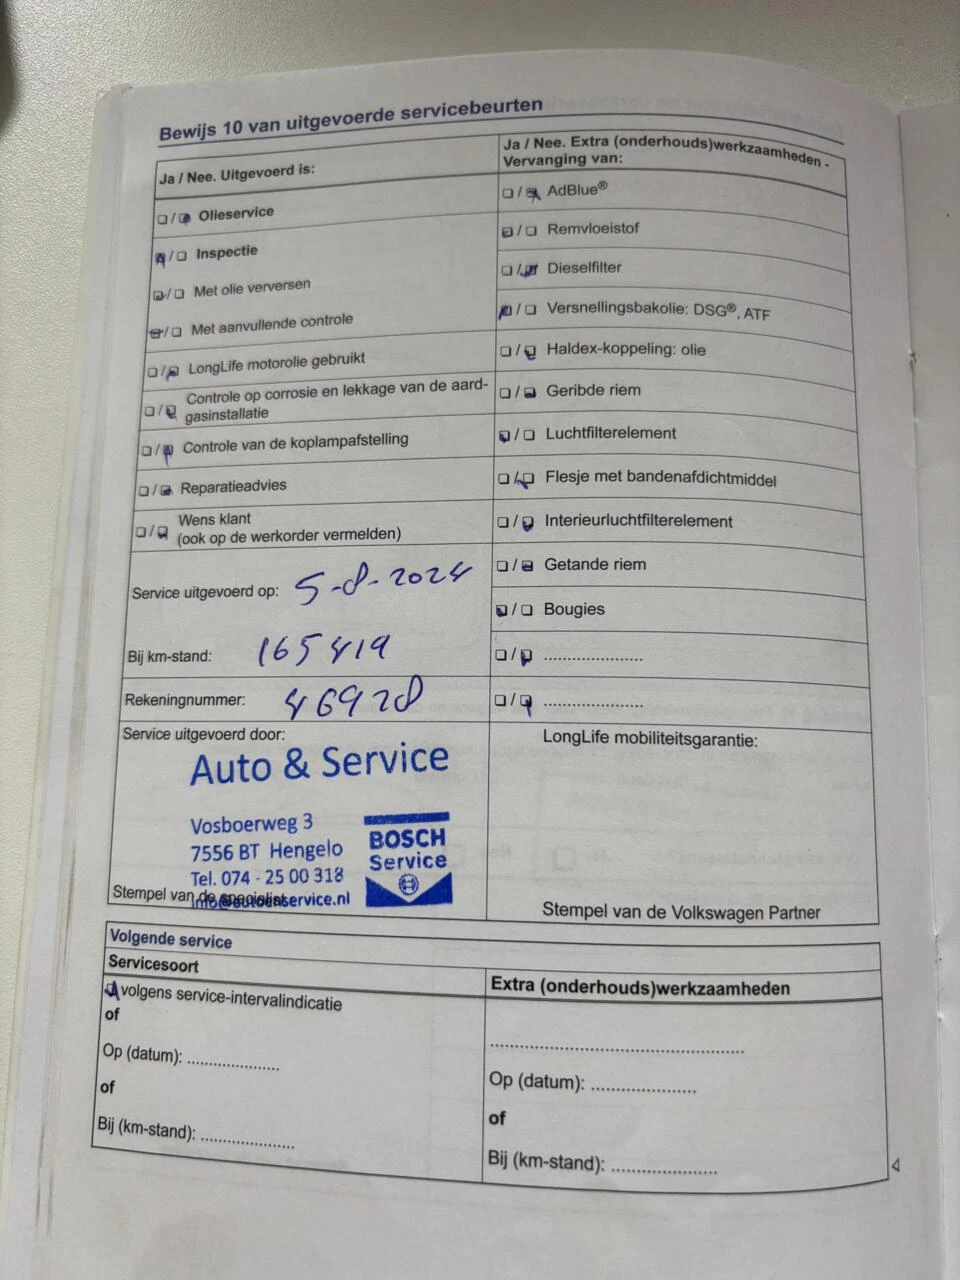 Bewijs 10 van uitgevoerde servicebeurten
Ja / Nee. Uitgevoerd is:
☐ / ☒ Olieservice
☒ / ☐ Inspectie
☒ / ☐ Met olie verversen
☒ / ☐ Met aanvullende controle
☐ / ☒ LongLife motorolie gebruikt
☐ / ☒ Controle op corrosie en lekkage van de aard-
gasinstallatie
☐ / ☒ Controle van de koplampafstelling
☐ / ☒ Reparatieadvies
☐ / ☒ Wens klant
(ook op de werkorder vermelden)
Service uitgevoerd op: 5-8-2024
Bij km-stand: 165419
Rekeningnummer: 46928
Service uitgevoerd door:
Auto & Service
Vosboerweg 3
7556 BT Hengelo
Tel. 074 - 25 00 318
info@autoenservice.nl
BOSCH
Service
Stempel van de specialist
Ja / Nee. Extra (onderhouds)werkzaamheden -
Vervanging van:
☐ / ☒ AdBlue®
☒ / ☐ Remvloeistof
☐ / ☒ Dieselfilter
☒ / ☐ Versnellingsbakolie: DSG®, ATF
☐ / ☒ Haldex-koppeling: olie
☐ / ☒ Geribde riem
☒ / ☐ Luchtfilterelement
☐ / ☒ Flesje met bandenafdichtmiddel
☐ / ☒ Interieurluchtfilterelement
☐ / ☒ Getande riem
☒ / ☐ Bougies
☐ / ☒ ......................
☐ / ☒ ......................
LongLife mobiliteitsgarantie:
Stempel van de Volkswagen Partner
Volgende service
Servicesoort
☒ volgens service-intervalindicatie
of
Op (datum): ....................
of
Bij (km-stand): ....................
Extra (onderhouds)werkzaamheden
......................................................
Op (datum): ......................
of
Bij (km-stand): ......................